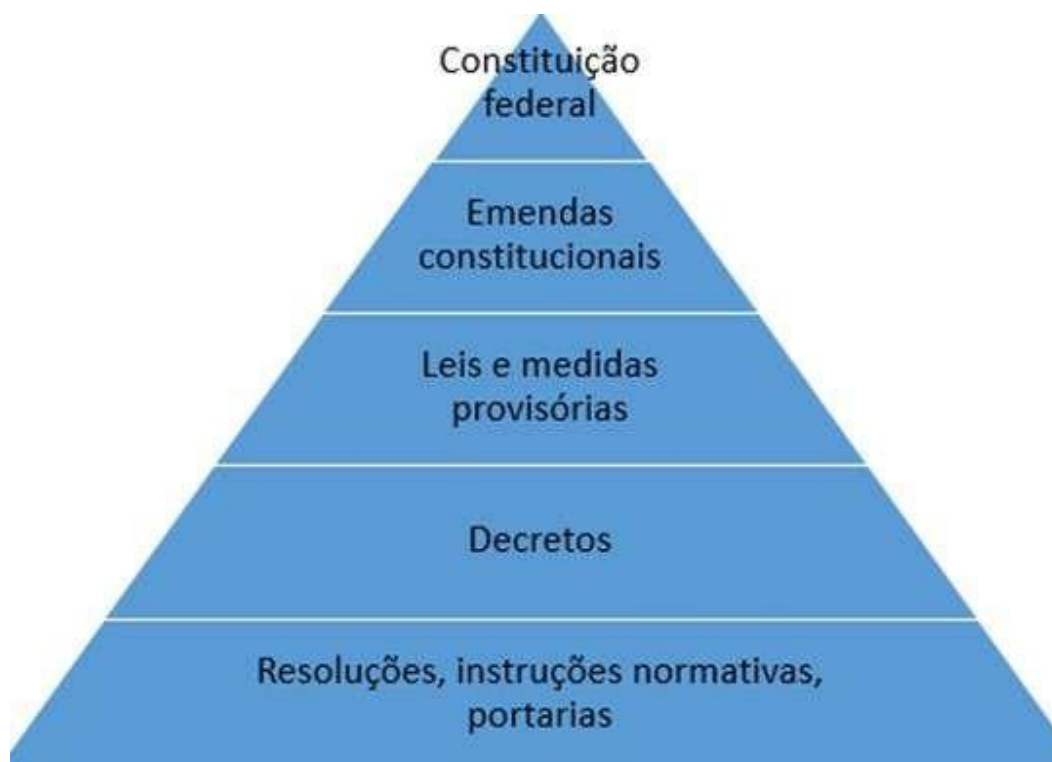 Constituição
federal
Emendas
constitucionais
Leis e medidas
provisórias
Decretos
Resoluções, instruções normativas,
portarias